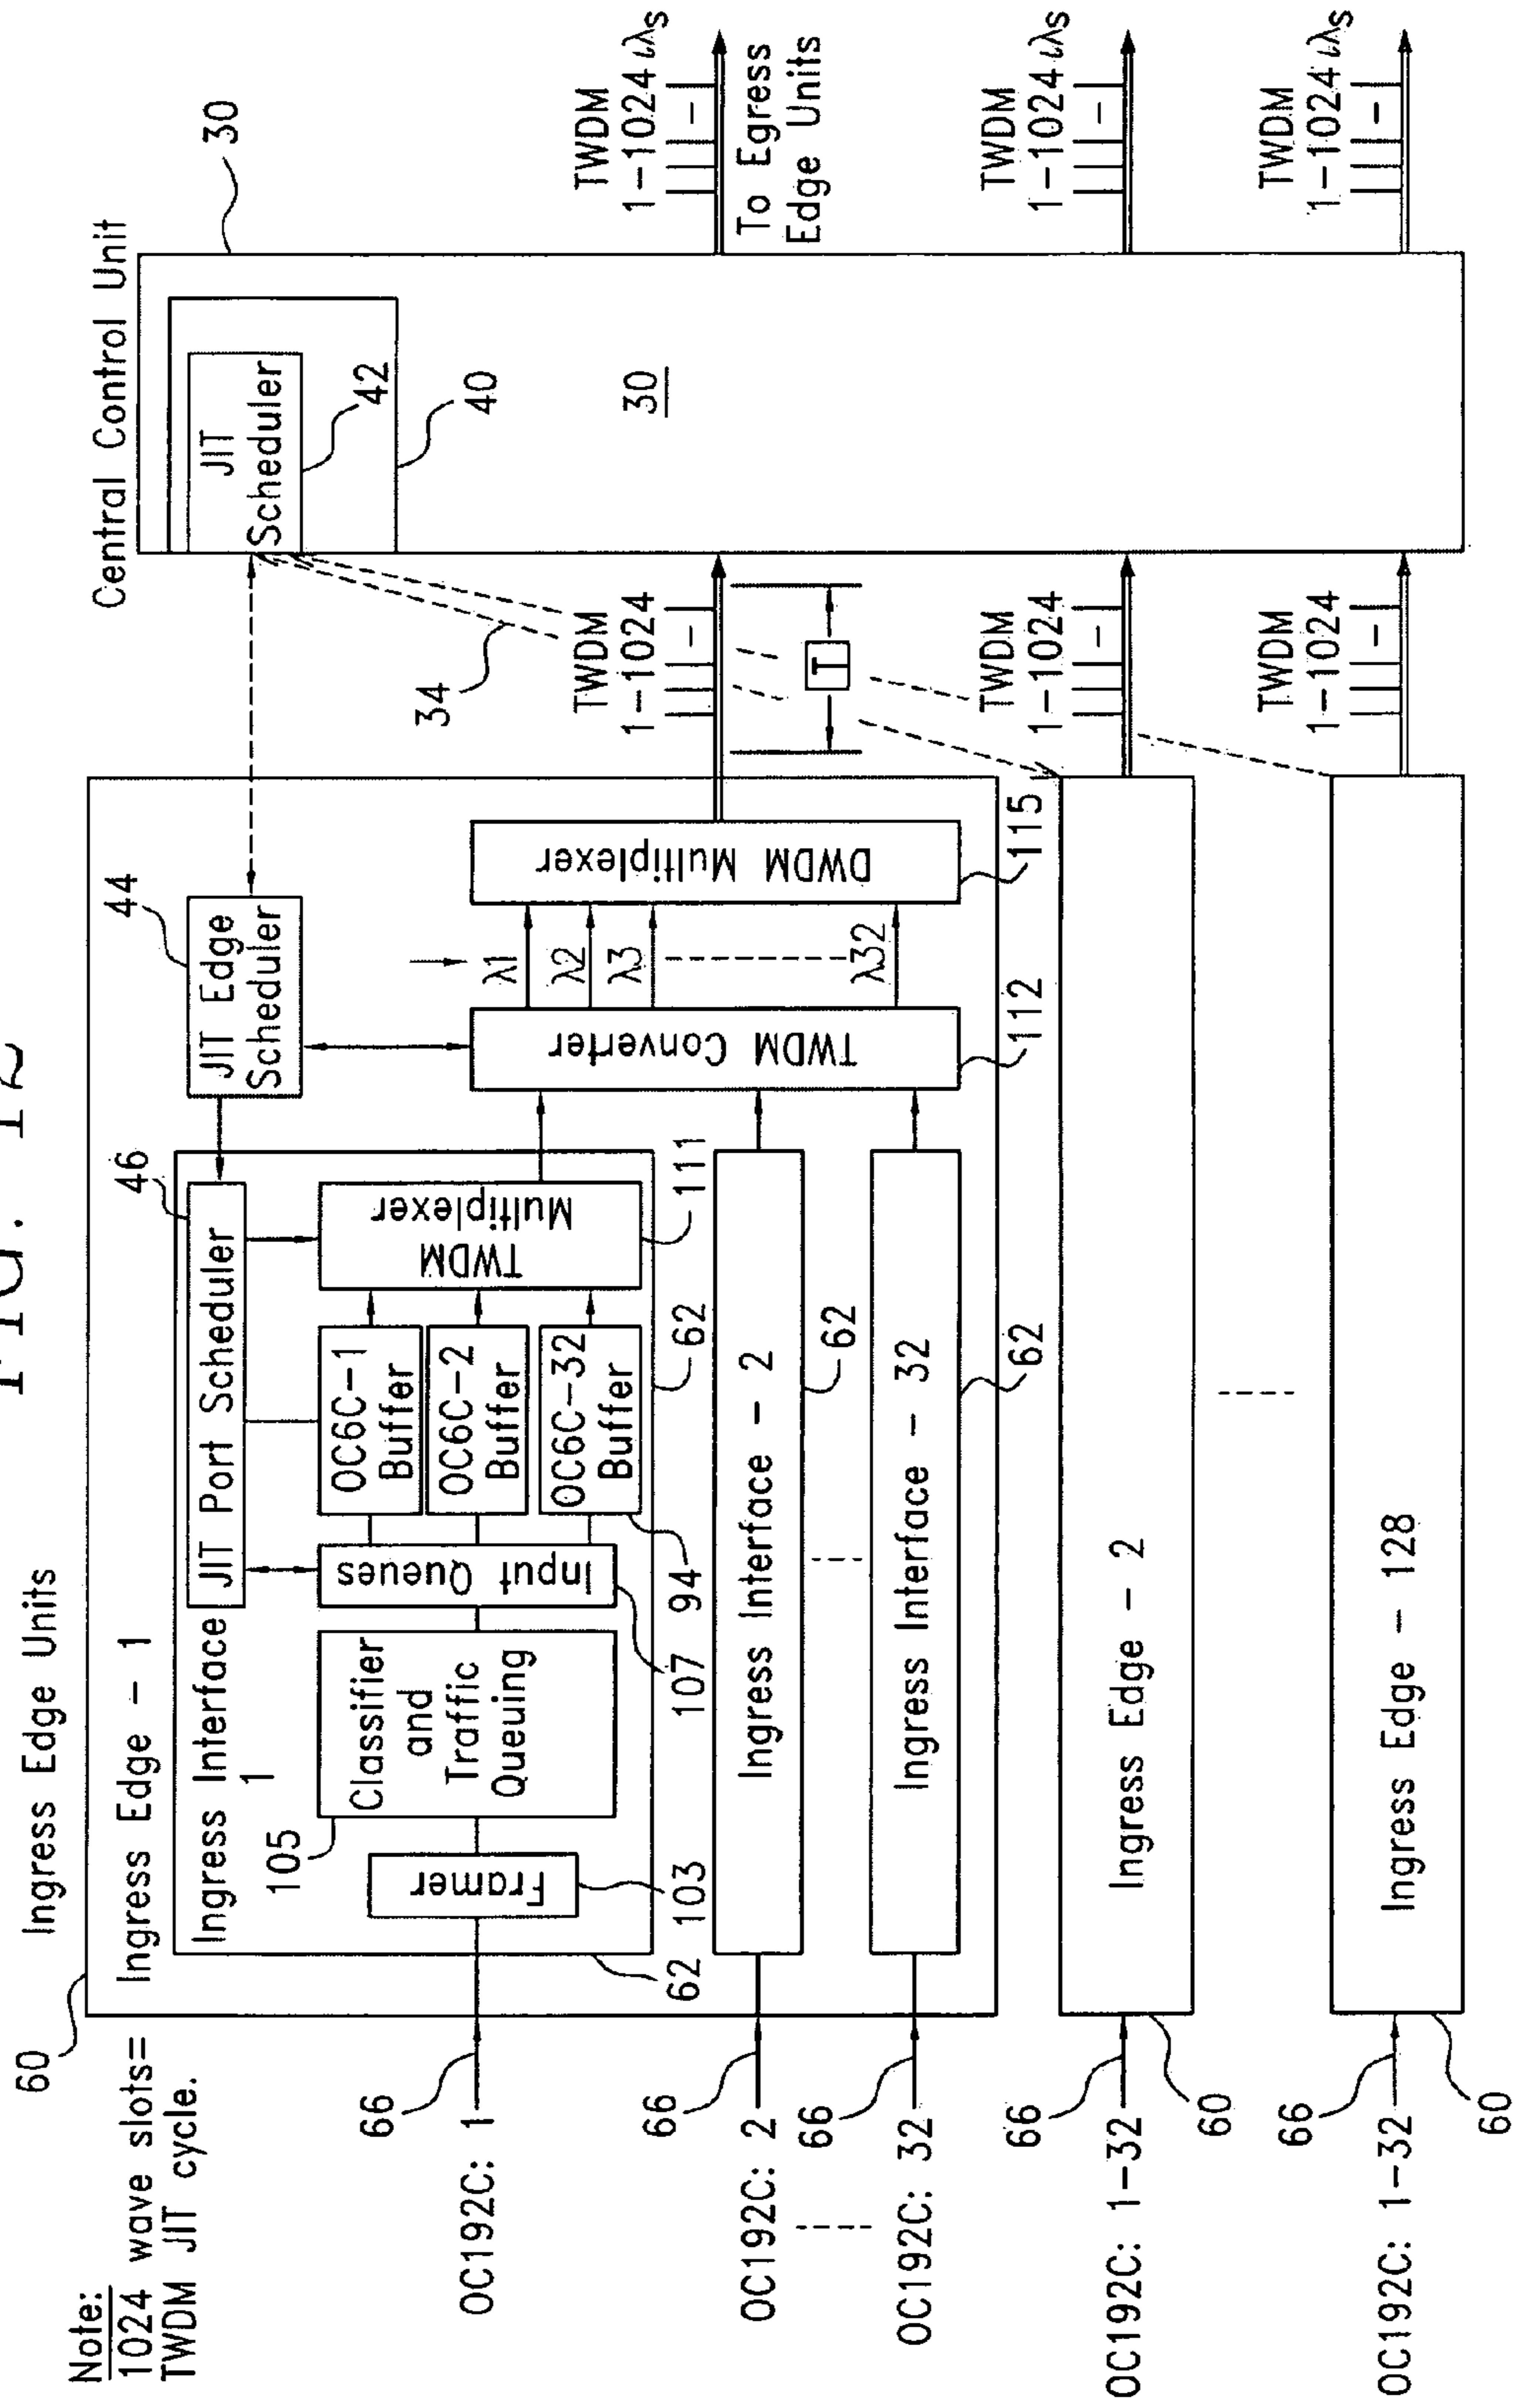 FIG. 12
Note:
1024 wave slots=
TWDM JIT cycle.
60
Ingress Edge Units
Ingress Edge - 1
Ingress Interface
1
JIT Port Scheduler
46
44
JIT Edge
Scheduler
Central Control Unit
30
JIT
Scheduler
42
40
30
34
OC192C: 1
66
62
Framer
103
105
Classifier
and
Traffic
Queuing
107
Input Queues
94
OC6C-1
Buffer
OC6C-2
Buffer
OC6C-32
Buffer
62
TWDM
Multiplexer
111
TWDM Converter
112
λ1
λ2
λ3
λ32
DWDM Multiplexer
115
TWDM
1-1024
T
TWDM
1-1024 ιλs
To Egress
Edge Units
OC192C: 2
66
Ingress Interface - 2
62
OC192C: 32
66
Ingress Interface - 32
62
OC192C: 1-32
66
60
Ingress Edge - 2
TWDM
1-1024
TWDM
1-1024 ιλs
OC192C: 1-32
66
60
Ingress Edge - 128
TWDM
1-1024
TWDM
1-1024 ιλs